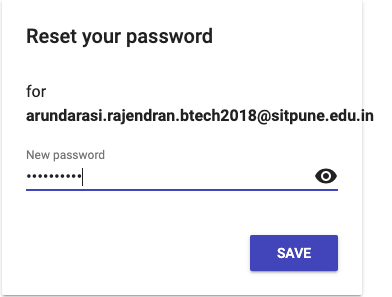 Reset your password
for
arundarasi.rajendran.btech2018@sitpune.edu.in
New password
••••••••••
SAVE